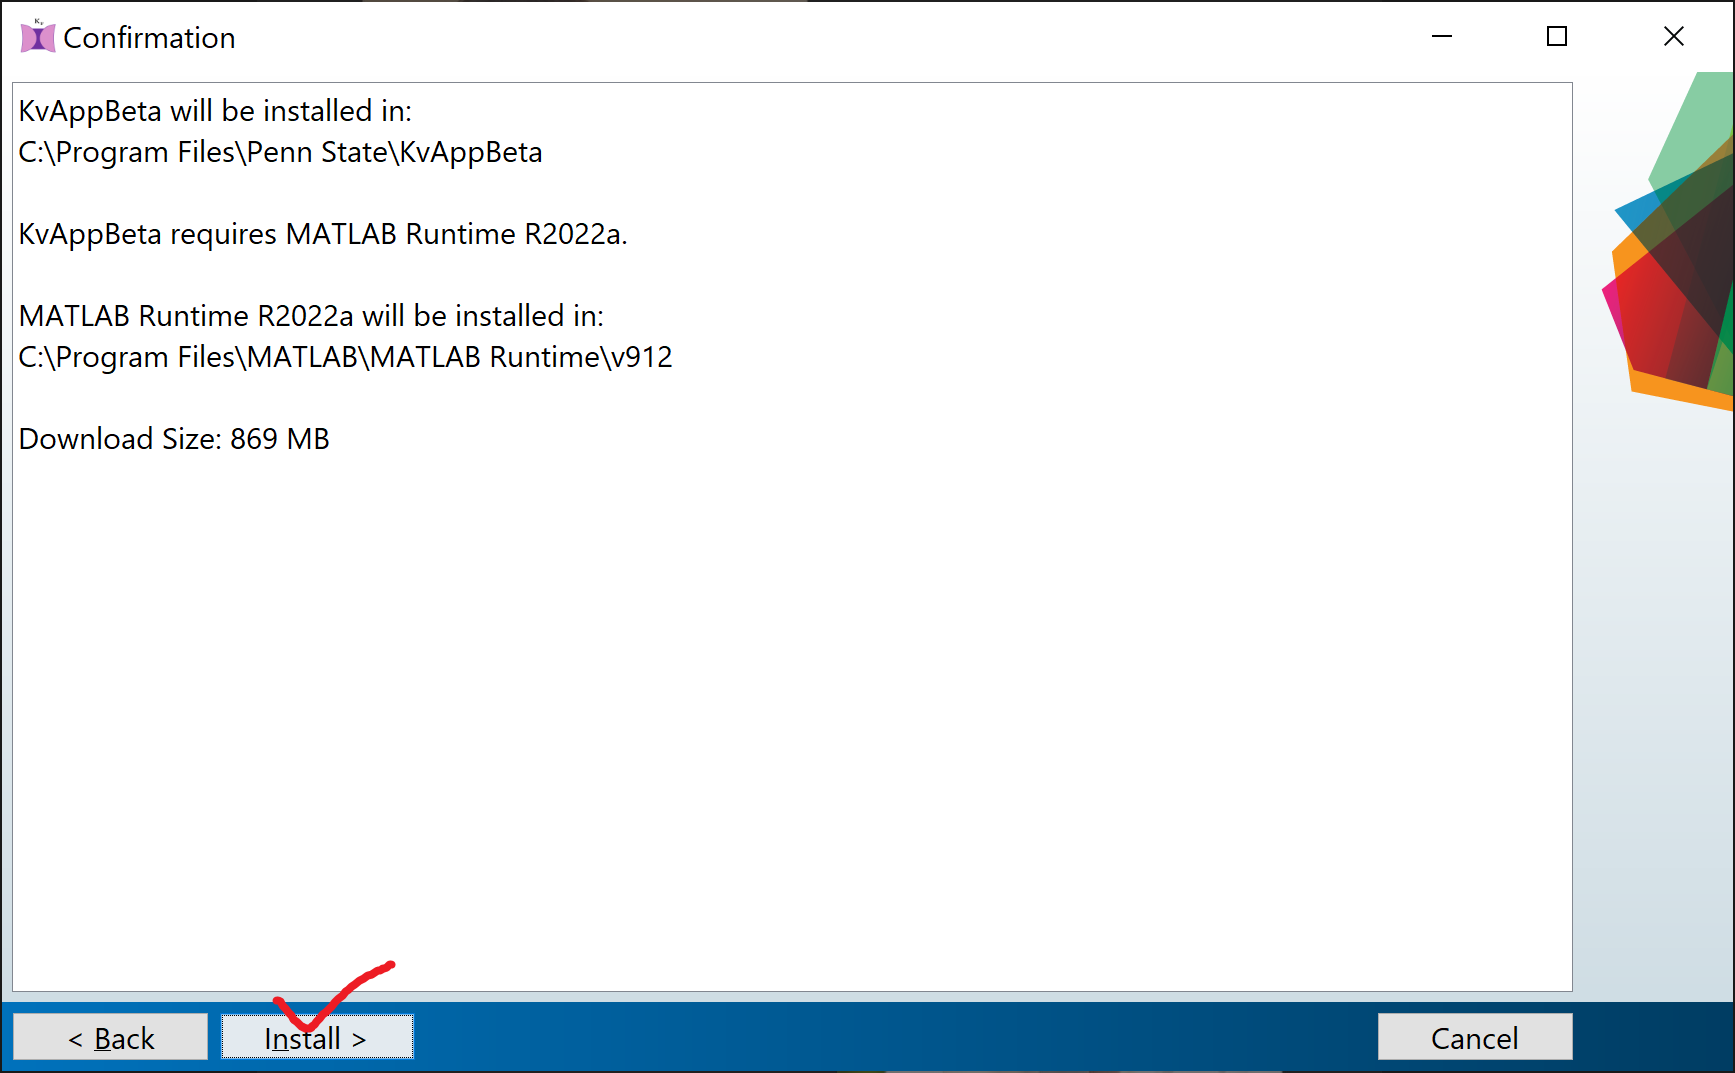 Kv
Confirmation
KvAppBeta will be installed in:
C:\Program Files\Penn State\KvAppBeta
KvAppBeta requires MATLAB Runtime R2022a.
MATLAB Runtime R2022a will be installed in:
C:\Program Files\MATLAB\MATLAB Runtime\v912
Download Size: 869 MB
< Back
Install >
Cancel